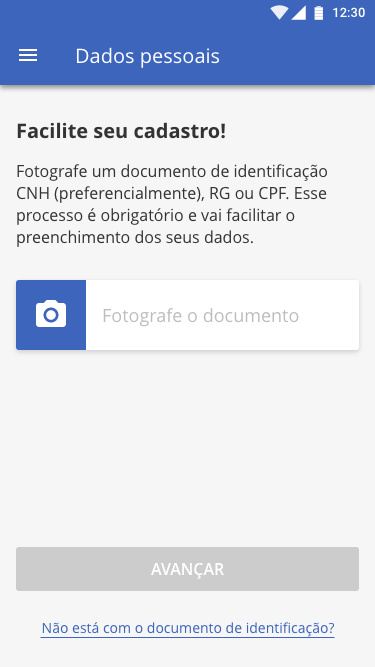 12:30
Dados pessoais
Facilite seu cadastro!
Fotografe um documento de identificação
CNH (preferencialmente), RG ou CPF. Esse
processo é obrigatório e vai facilitar o
preenchimento dos seus dados.
Fotografe o documento
AVANÇAR
Não está com o documento de identificação?